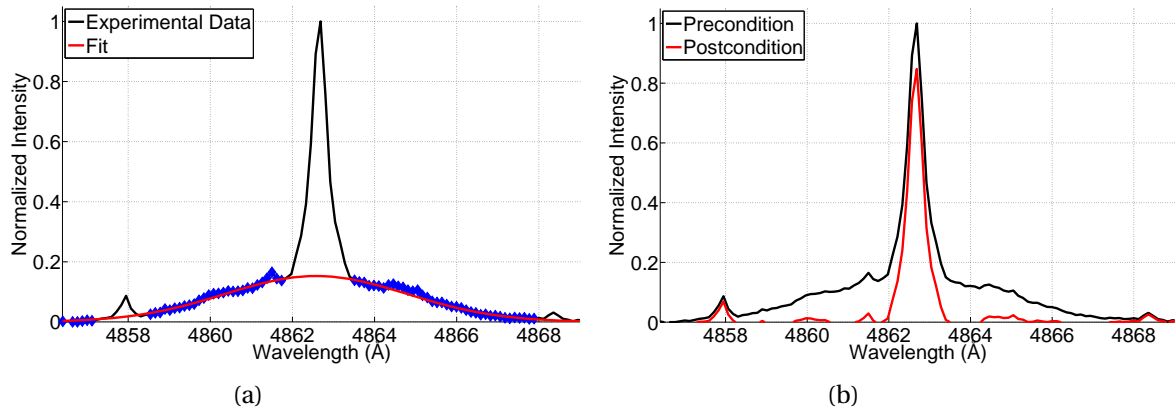 Experimental Data
Fit
Normalized Intensity
1
0.8
0.6
0.4
0.2
0
4858
4860
4862
4864
4866
4868
Wavelength (Å)
(a)
Precondition
Postcondition
Normalized Intensity
1
0.8
0.6
0.4
0.2
0
4858
4860
4862
4864
4866
4868
Wavelength (Å)
(b)